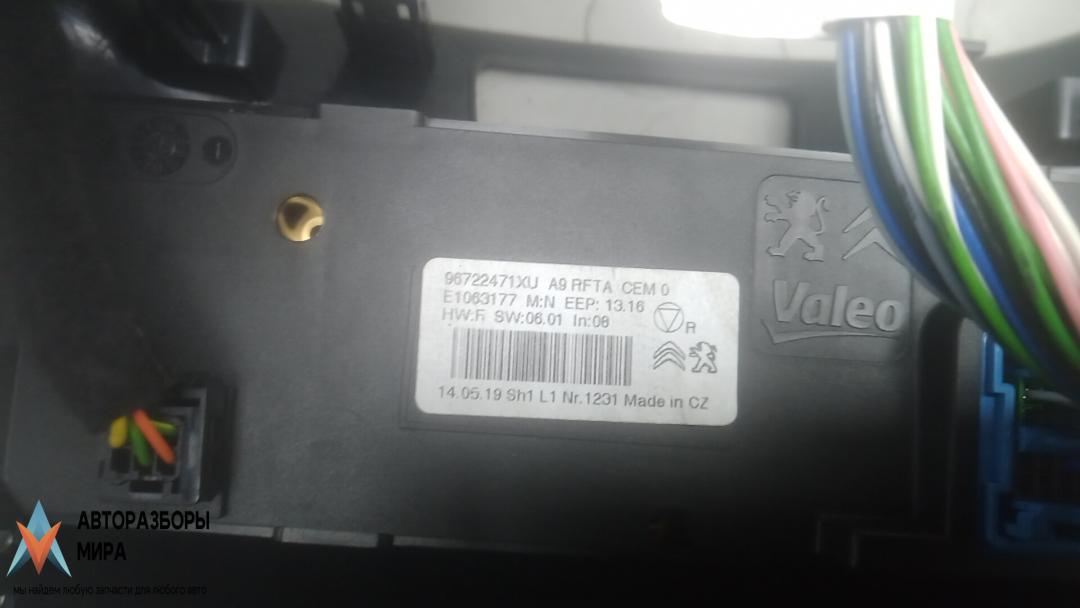 96722471XU A9 RFTA CEM 0
E1063177 M:N EEP: 13.16
HW:F SW:06.01 In:08
R
14.05.19 Sh1 L1 Nr.1231 Made in CZ
Valeo
АВТОРАЗБОРЫ
МИРА
мы найдем любую запчасти для любого авто